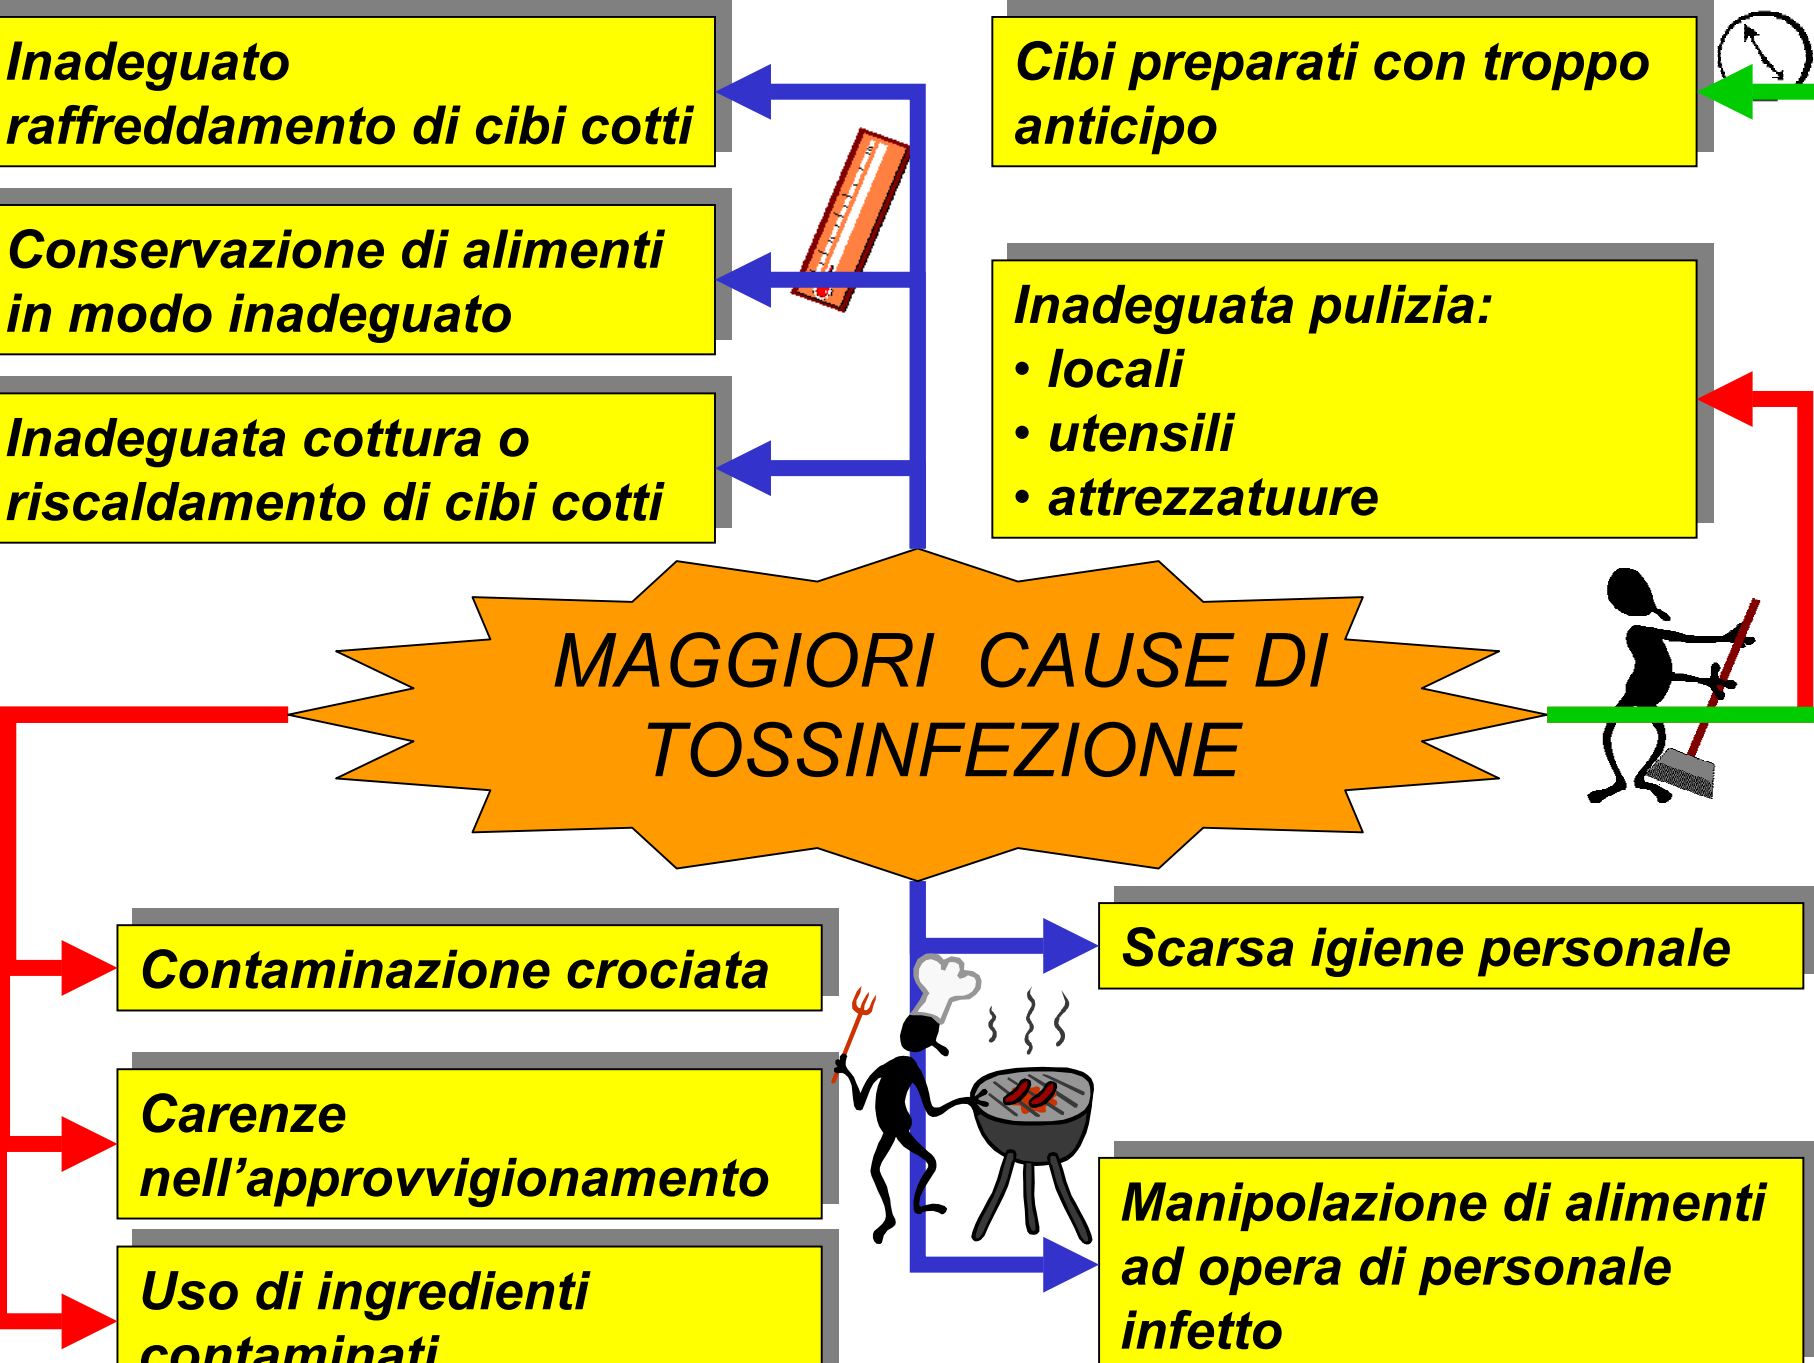 Inadeguato
raffreddamento di cibi cotti
Conservazione di alimenti
in modo inadeguato
Inadeguata cottura o
riscaldamento di cibi cotti
Cibi preparati con troppo
anticipo
Inadeguata pulizia:
• locali
• utensili
• attrezzatuure
MAGGIORI CAUSE DI
TOSSINFEZIONE
Contaminazione crociata
Carenze
nell’approvvigionamento
Uso di ingredienti
contaminati
Scarsa igiene personale
Manipolazione di alimenti
ad opera di personale
infetto